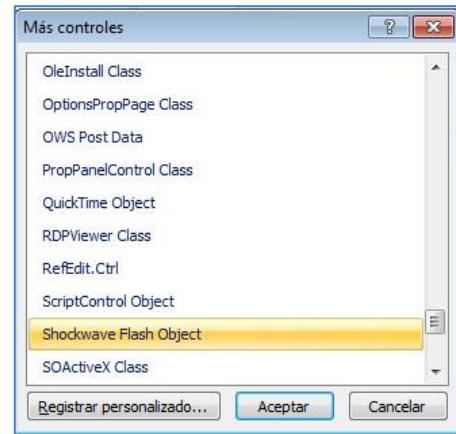 Más controles
OleInstall Class
OptionsPropPage Class
OWS Post Data
PropPanelControl Class
QuickTime Object
RDPViewer Class
RefEdit.Ctrl
ScriptControl Object
Shockwave Flash Object
SOActiveX Class
Registrar personalizado... Aceptar Cancelar